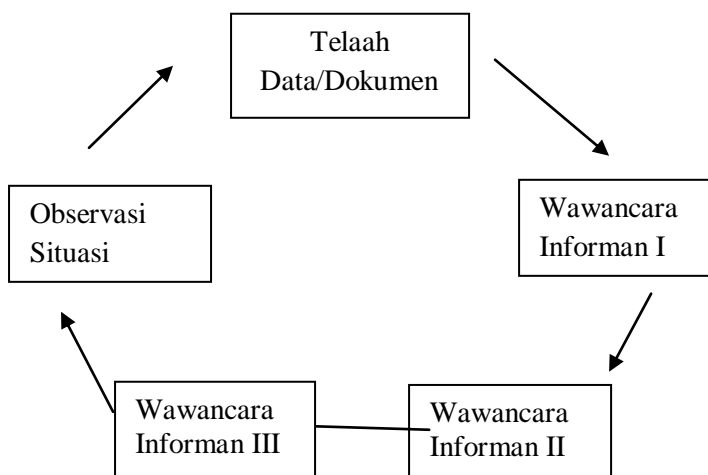 Telaah
Data/Dokumen
Observasi
Situasi
Wawancara
Informan I
Wawancara
Informan III
Wawancara
Informan II